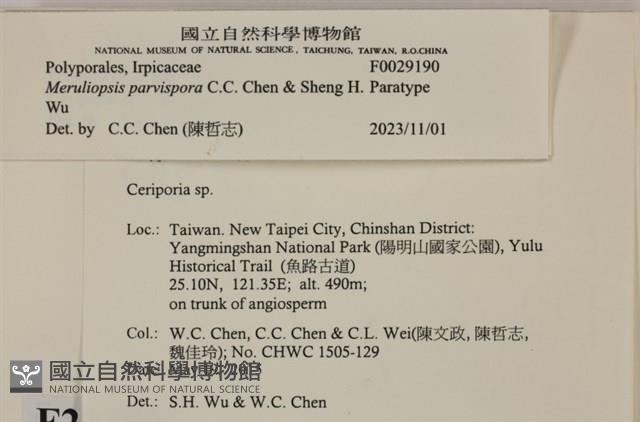 國立自然科學博物館
NATIONAL MUSEUM OF NATURAL SCIENCE, TAICHUNG, TAIWAN, R.O.CHINA
Polyporales, Irpicaceae F0029190
Meruliopsis parvispora C.C. Chen & Sheng H. Paratype
Wu
Det. by C.C. Chen (陳哲志) 2023/11/01
Ceriporia sp.
Loc.: Taiwan. New Taipei City, Chinshan District:
Yangmingshan National Park (陽明山國家公園), Yulu
Historical Trail (魚路古道)
25.10N, 121.35E; alt. 490m;
on trunk of angiosperm
Col.: W.C. Chen, C.C. Chen & C.L. Wei(陳文政, 陳哲志,
魏佳玲); No. CHWC 1505-129
國立自然科學博物館
NATIONAL MUSEUM OF NATURAL SCIENCE
Det.: S.H. Wu & W.C. Chen